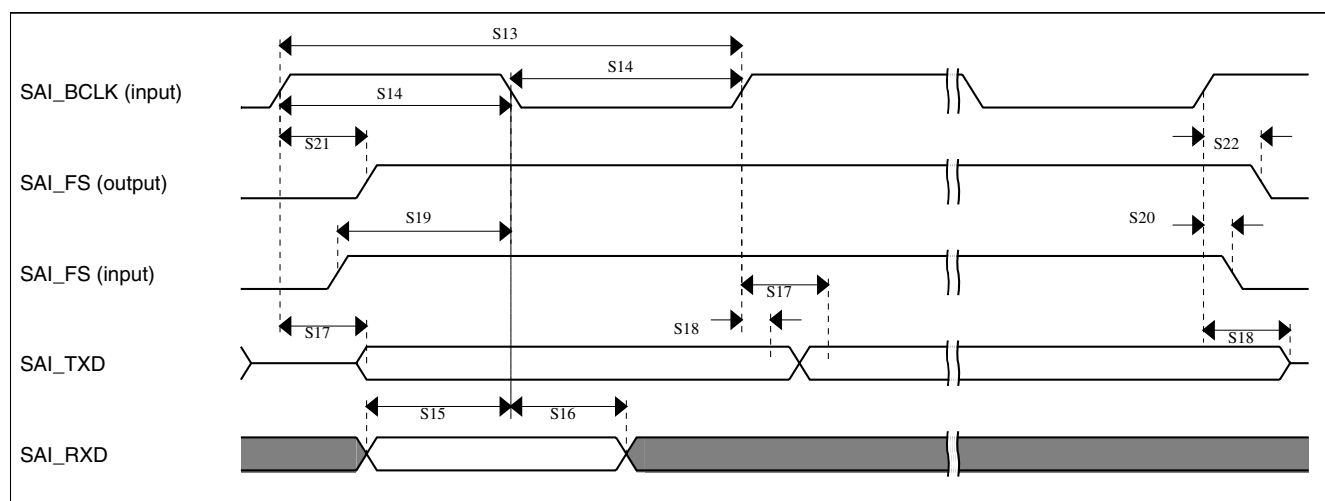 S13
SAI_BCLK (input)
S14
S14
S21
S22
SAI_FS (output)
S19
S20
SAI_FS (input)
S17
S17
S18
S18
SAI_TXD
S15
S16
SAI_RXD